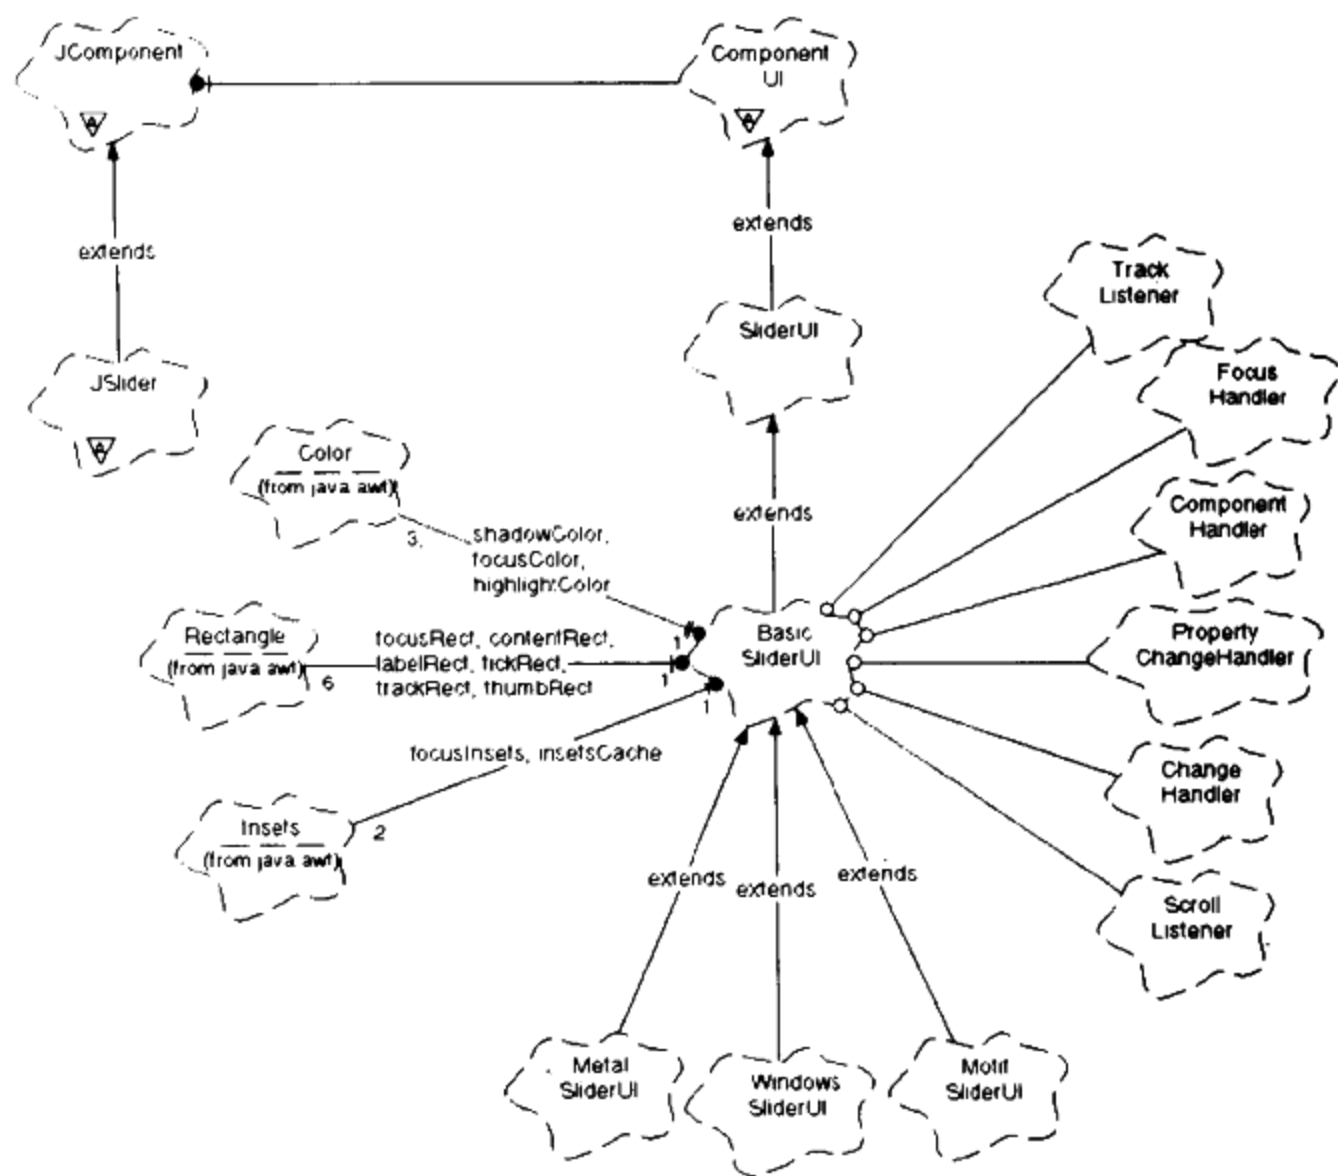 JComponent
A
Component
UI
A
extends
extends
JSlider
A
SliderUI
extends
Track
Listener
Focus
Handler
Component
Handler
Property
ChangeHandler
Change
Handler
Scroll
Listener
Color
(from java awt)
3
shadowColor,
focusColor,
highlightColor
1
Rectangle
(from java awt)
6
focusRect, contentRect,
labelRect, tickRect,
trackRect, thumbRect
1
Basic
SliderUI
1
focusInsets, insetsCache
Insets
(from java awt)
2
extends
extends
extends
Metal
SliderUI
Windows
SliderUI
Motif
SliderUI